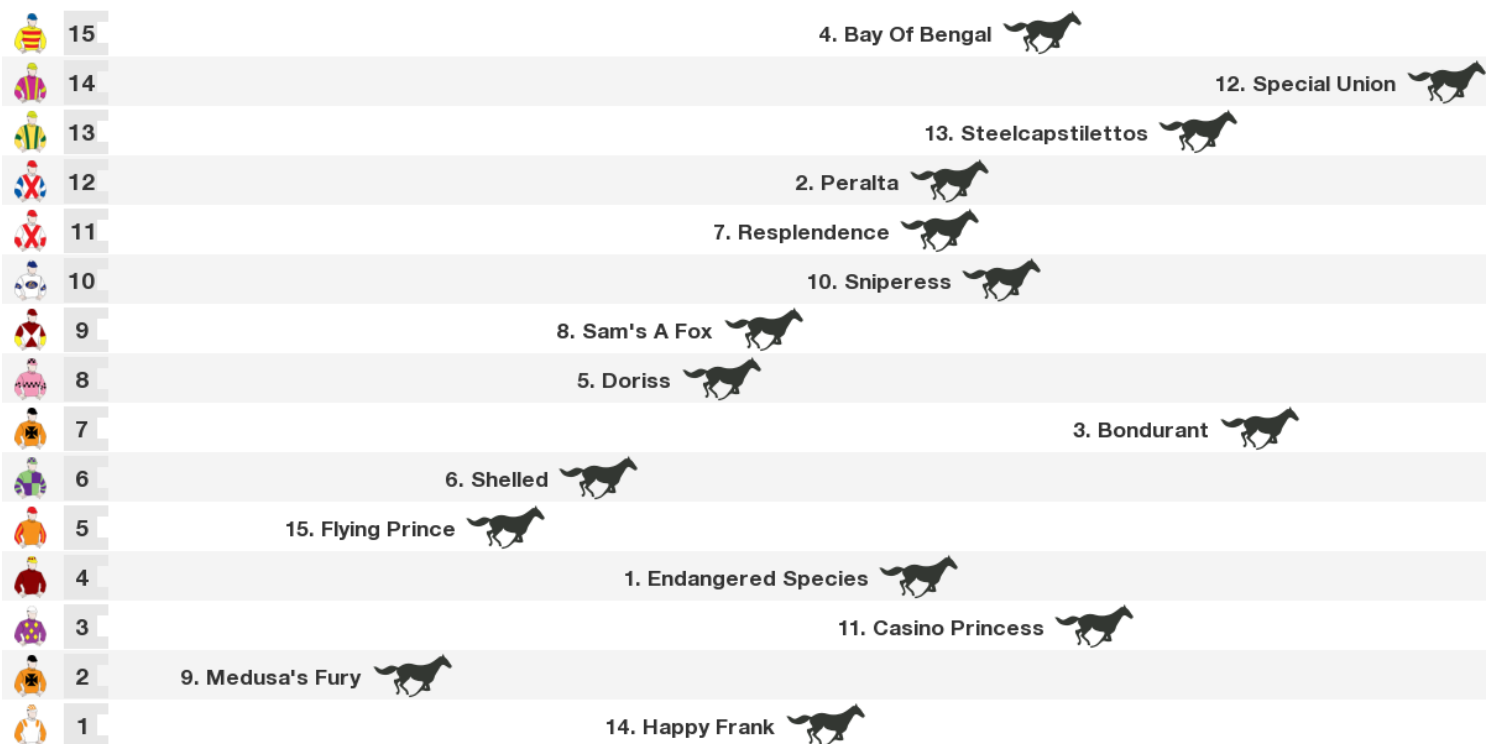 15 4. Bay Of Bengal
14 12. Special Union
13 13. Steelcapstilettos
12 2. Peralta
11 7. Resplendence
10 10. Sniperess
9 8. Sam's A Fox
8 5. Doriss
7 3. Bondurant
6 6. Shelled
5 15. Flying Prince
4 1. Endangered Species
3 11. Casino Princess
2 9. Medusa's Fury
1 14. Happy Frank